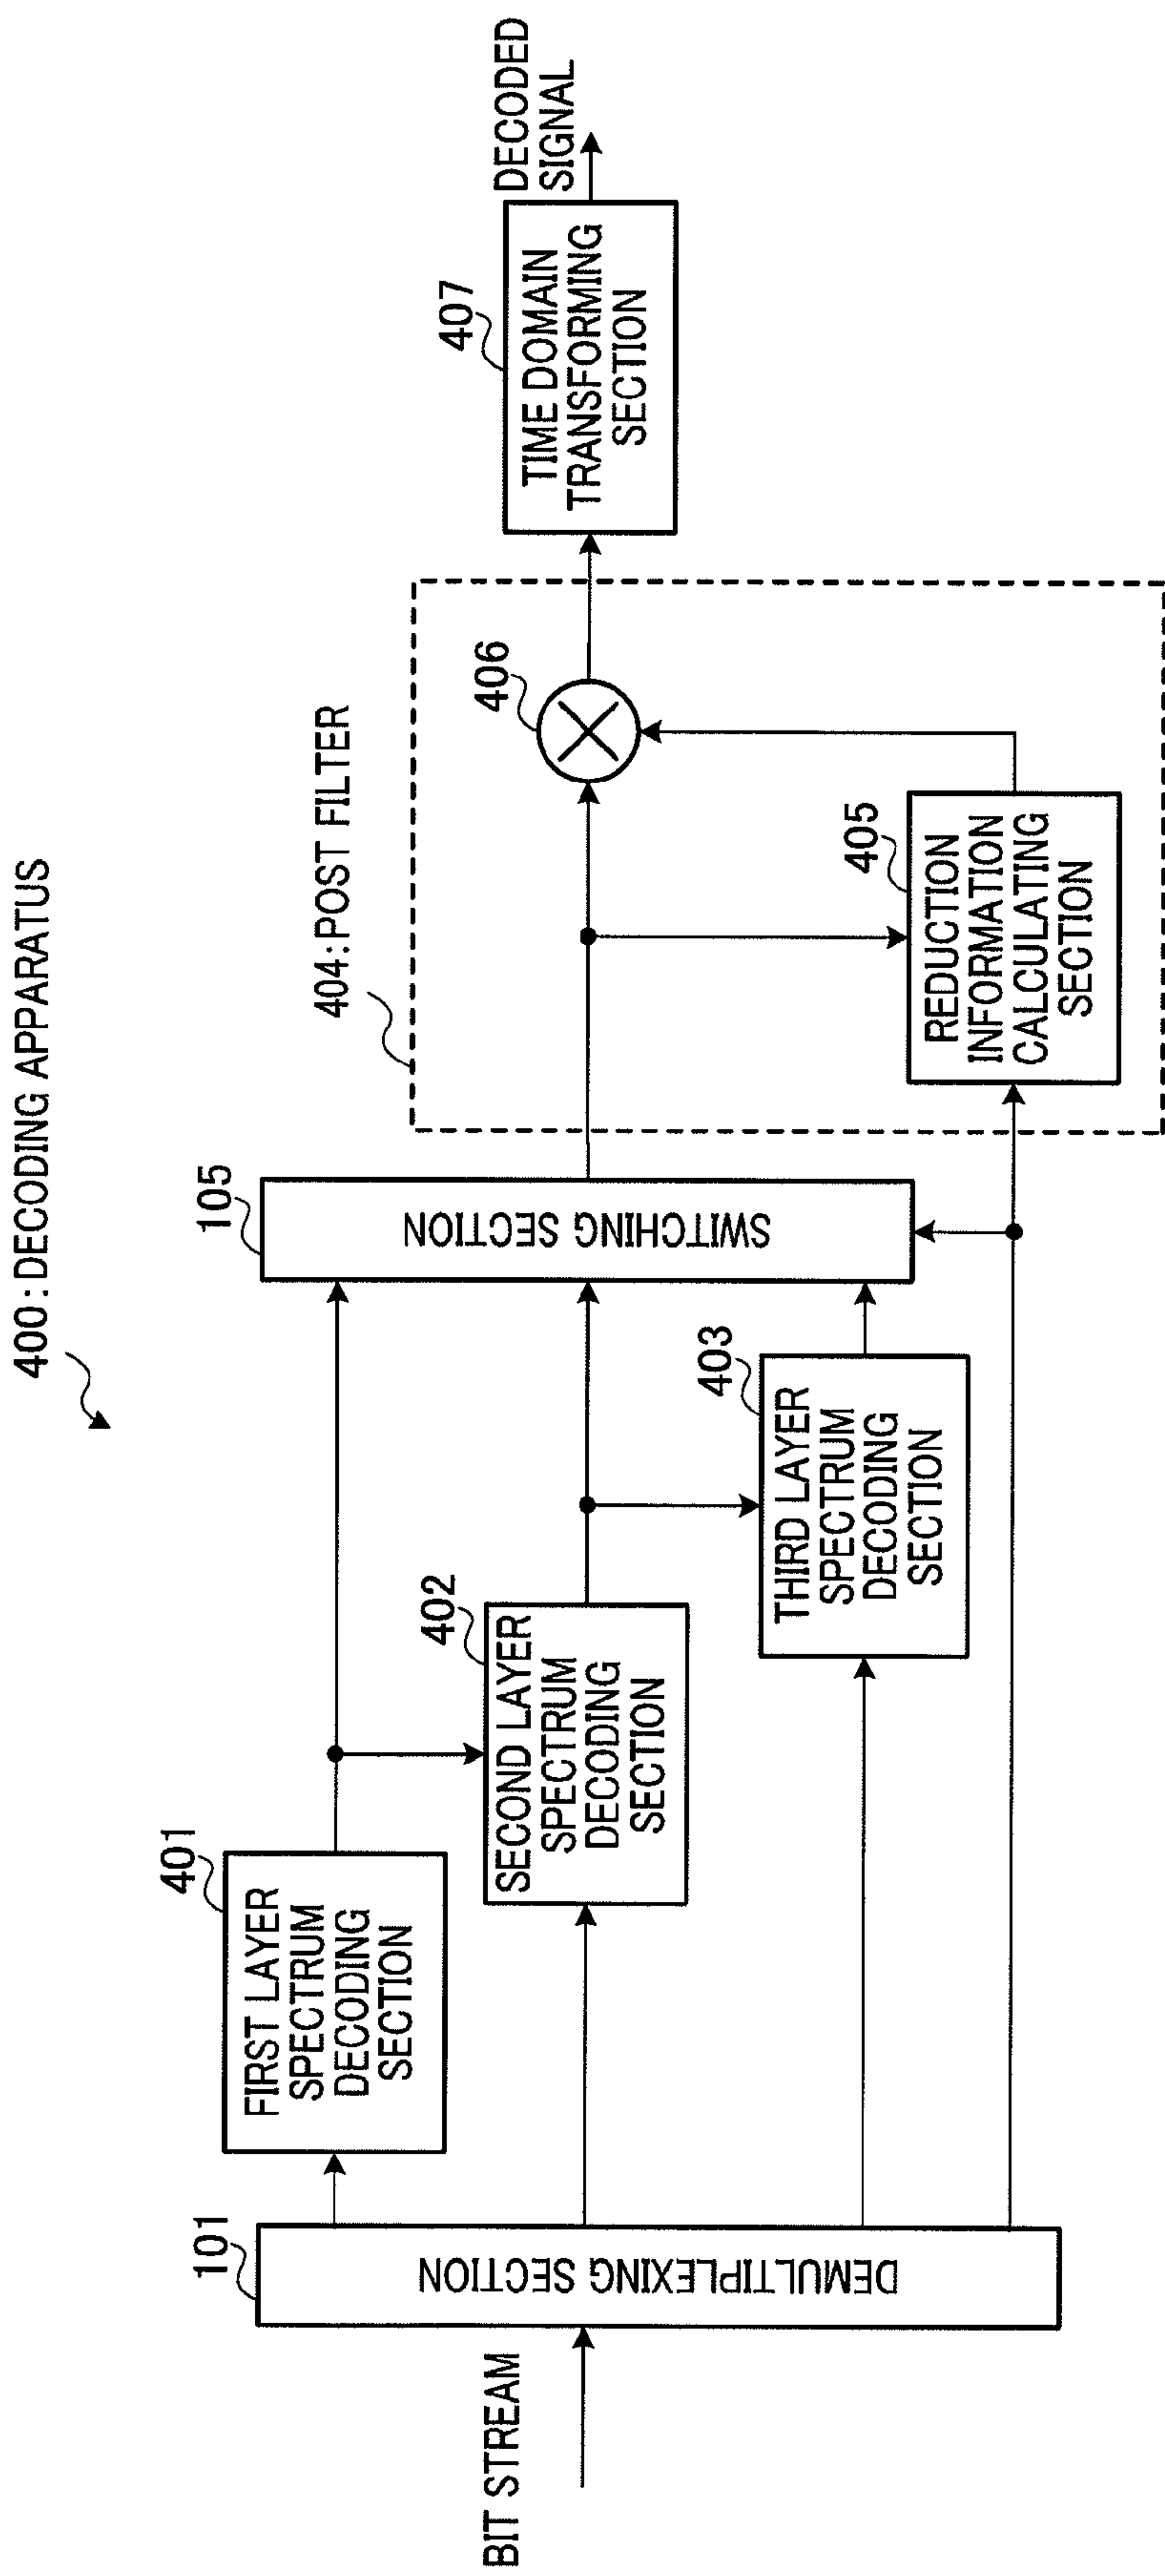 400 : DECODING APPARATUS
BIT STREAM
101
DEMULTIPLEXING SECTION
401
FIRST LAYER
SPECTRUM
DECODING
SECTION
402
SECOND LAYER
SPECTRUM
DECODING
SECTION
403
THIRD LAYER
SPECTRUM
DECODING
SECTION
105
SWITCHING SECTION
404:POST FILTER
405
REDUCTION
INFORMATION
CALCULATING
SECTION
406
407
TIME DOMAIN
TRANSFORMING
SECTION
DECODED
SIGNAL